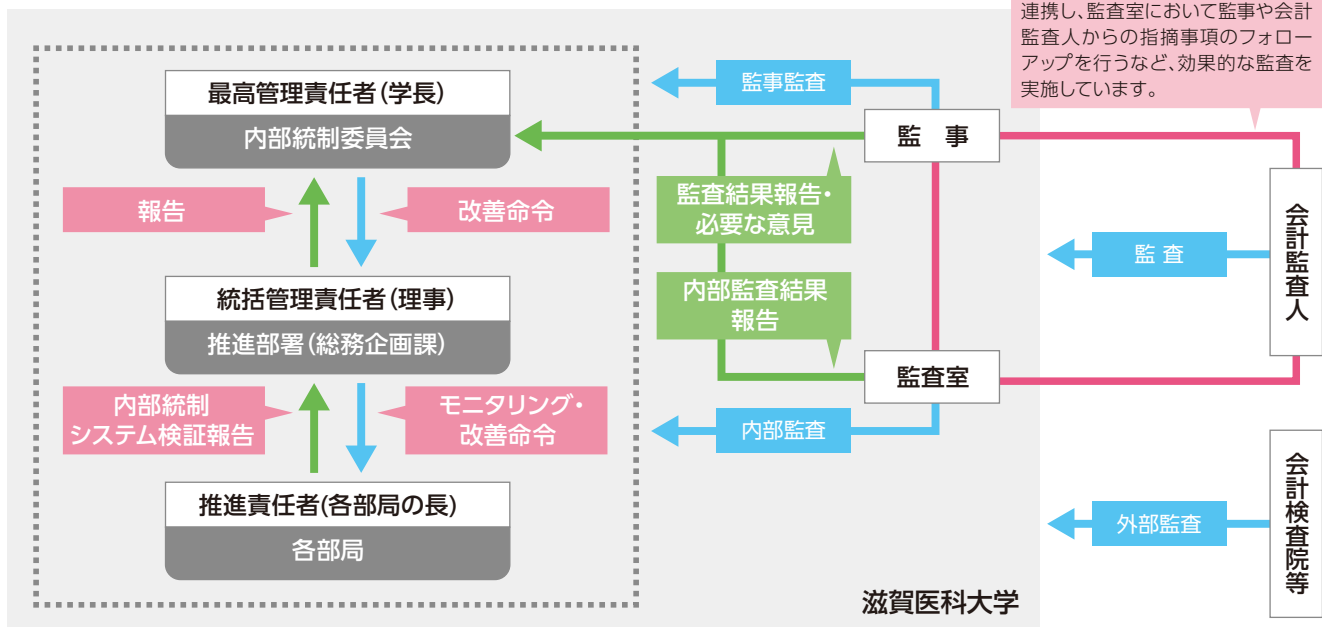 連携し、監査室において監事や会計
監査人からの指摘事項のフォロー
アップを行うなど、効果的な監査を
実施しています。
最高管理責任者(学長)
内部統制委員会
報告
改善命令
統括管理責任者(理事)
推進部署(総務企画課)
内部統制
システム検証報告
モニタリング・
改善命令
推進責任者(各部局の長)
各部局
監事監査
監 事
監査結果報告・
必要な意見
内部監査結果
報告
監査室
内部監査
監 査
会計監査人
外部監査
会計検査院等
滋賀医科大学